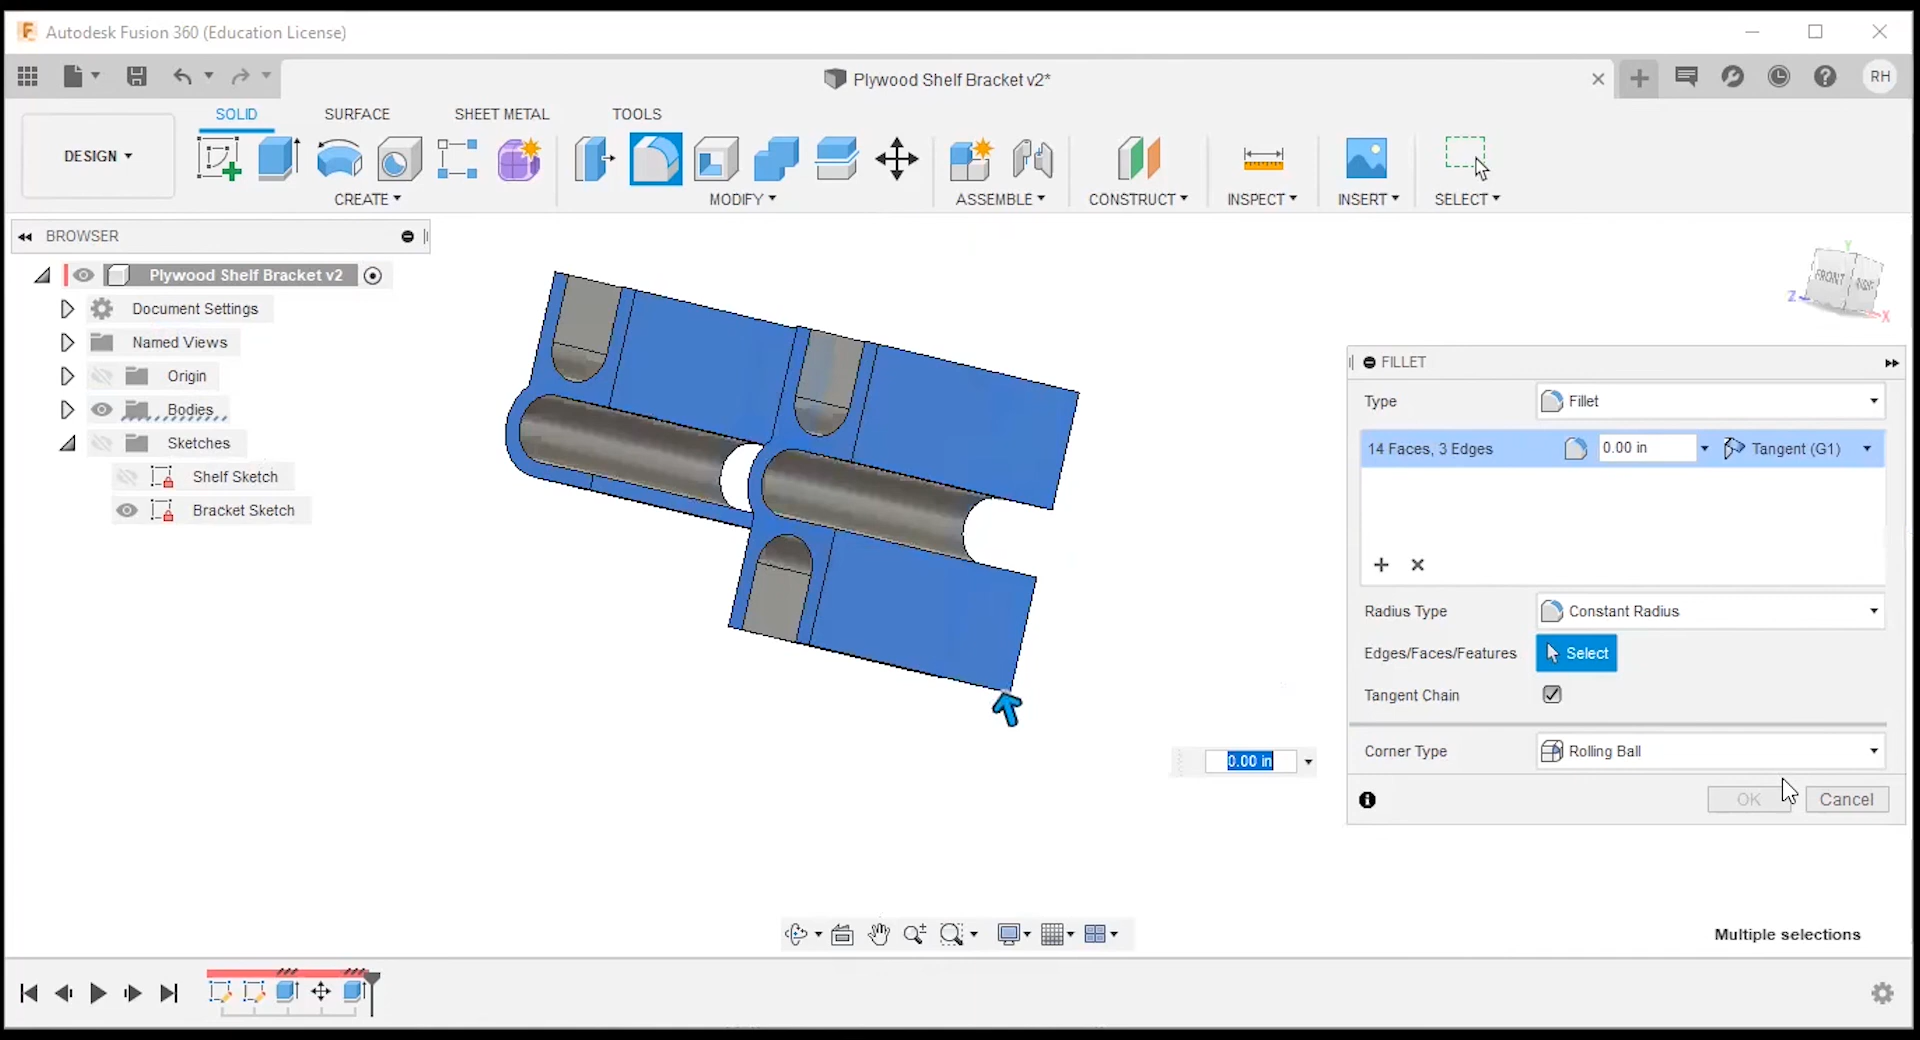 Autodesk Fusion 360 (Education License)
Plywood Shelf Bracket v2*
RH
DESIGN
SOLID
SURFACE
SHEET METAL
TOOLS
CREATE
MODIFY
ASSEMBLE
CONSTRUCT
INSPECT
INSERT
SELECT
BROWSER
Plywood Shelf Bracket v2
Document Settings
Named Views
Origin
Bodies
Sketches
Shelf Sketch
Bracket Sketch
Y
FRONT
Z
X
FILLET
Type Fillet
14 Faces, 3 Edges 0.00 in Tangent (G1)
Radius Type Constant Radius
Edges/Faces/Features Select
Tangent Chain
Corner Type Rolling Ball
OK Cancel
0.00 in
Multiple selections